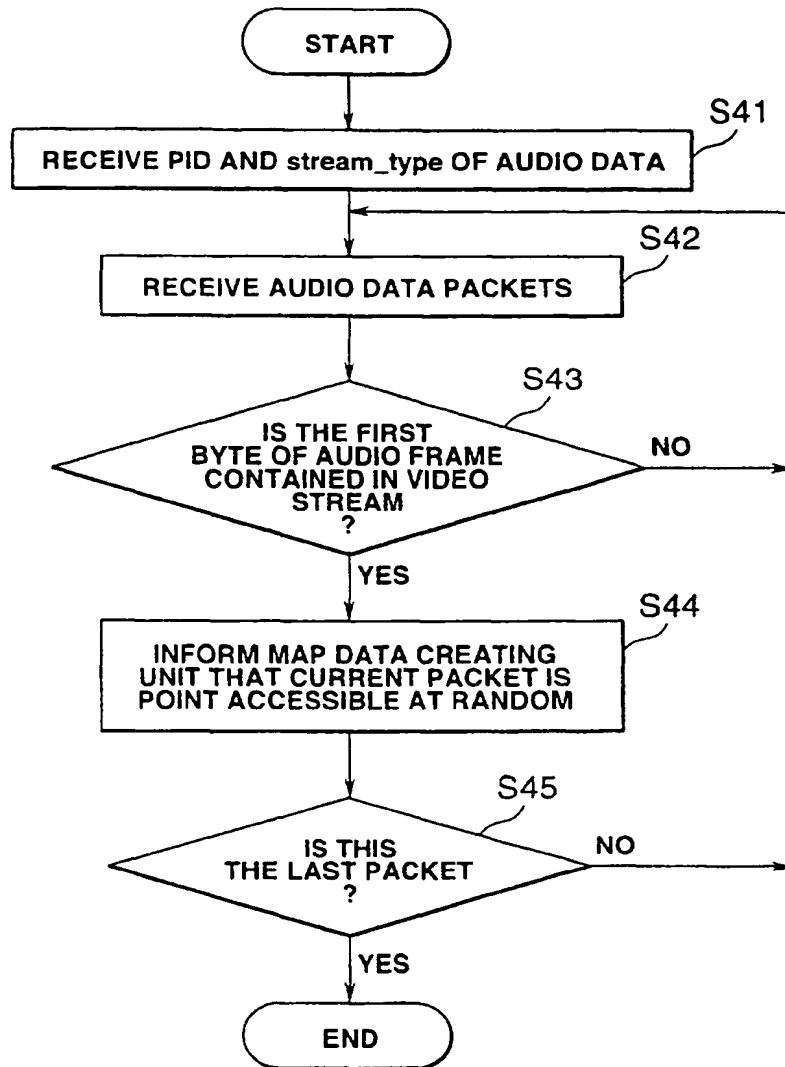 START
S41
RECEIVE PID AND stream_type OF AUDIO DATA
S42
RECEIVE AUDIO DATA PACKETS
S43
IS THE FIRST
BYTE OF AUDIO FRAME
CONTAINED IN VIDEO
STREAM
?
NO
YES
S44
INFORM MAP DATA CREATING
UNIT THAT CURRENT PACKET IS
POINT ACCESSIBLE AT RANDOM
S45
IS THIS
THE LAST PACKET
?
NO
YES
END